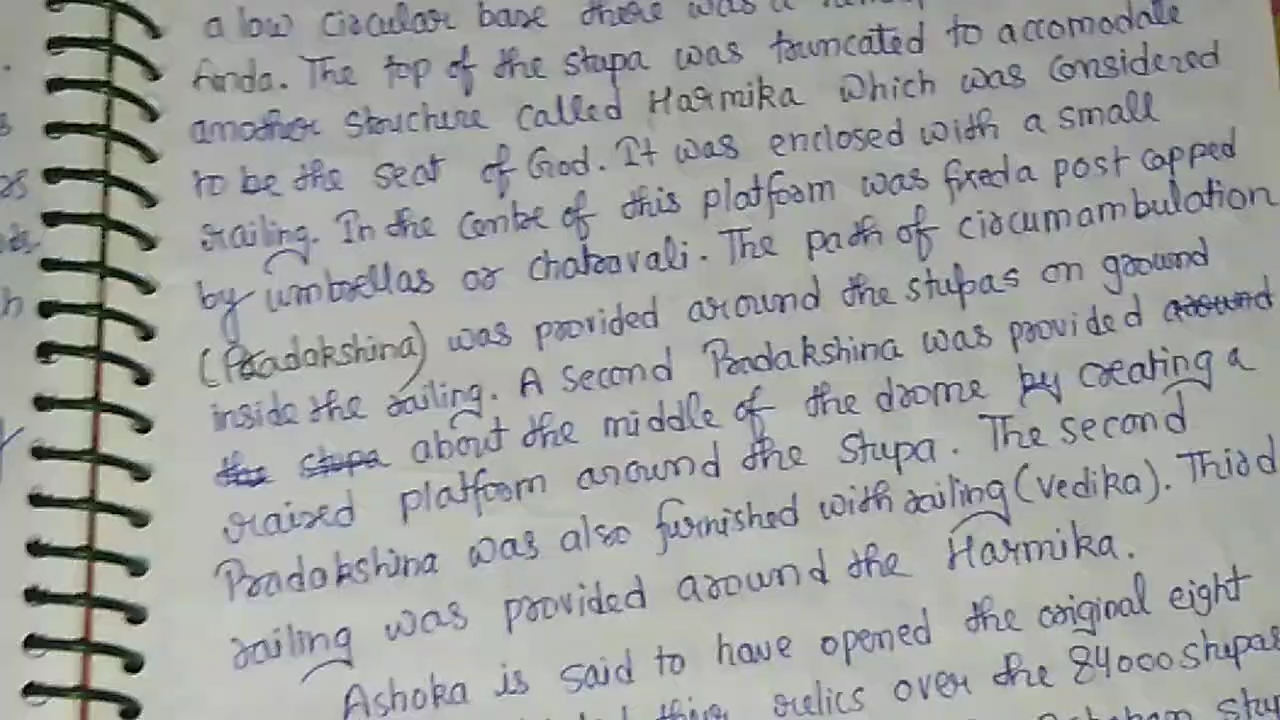 a low circular base there was a
anda. The top of the stupa was truncated to accomodate
another structure called Harmika which was considered
to be the seat of God. It was enclosed with a small
railing. In the centre of this platform was fixed a post capped
by umbrellas or chatravali. The path of circumambulation
(Pradakshina) was provided around the stupas on ground
inside the railing. A second Pradakshina was provided around
the stupa about the middle of the drome by creating a
raised platform around the stupa. The second
Pradakshina was also furnished with railing (vedika). Third
railing was provided around the Harmika.
Ashoka is said to have opened the original eight
relics over the 84000 stupas